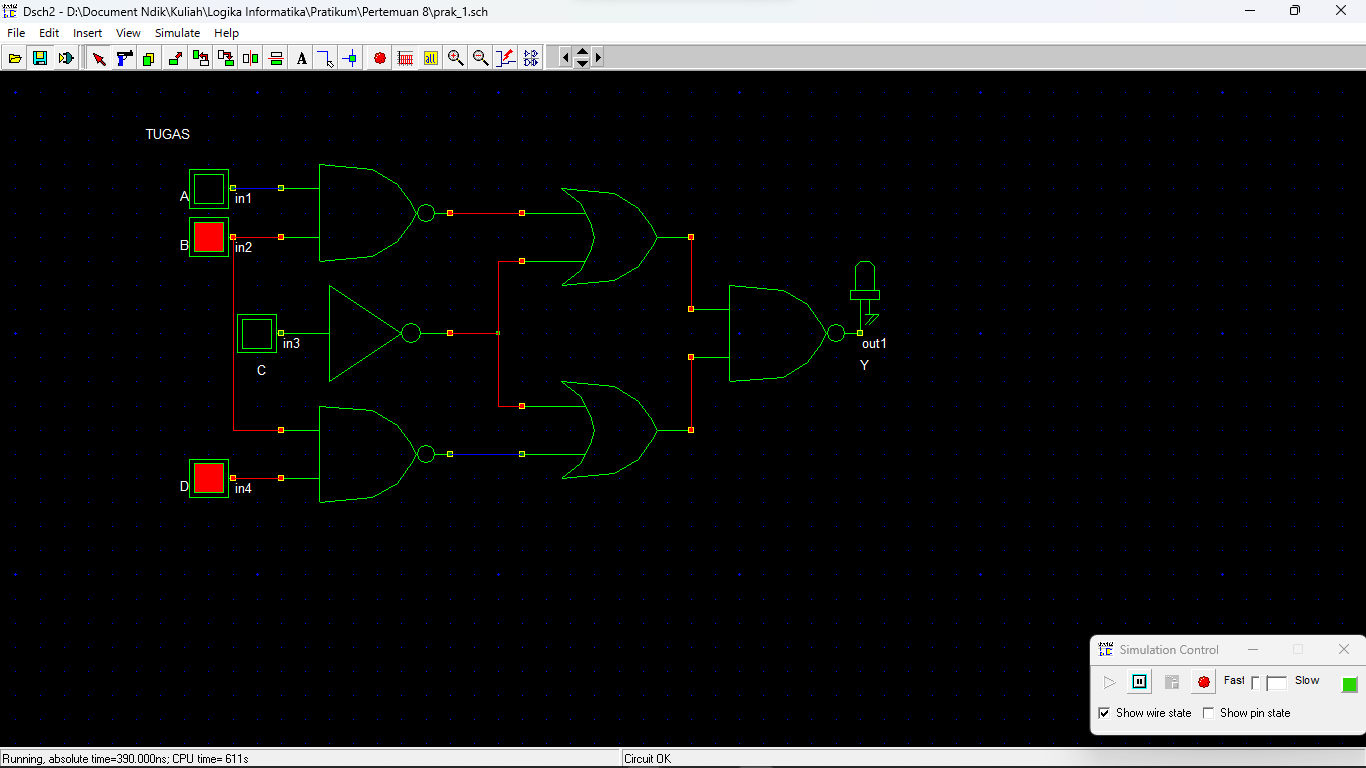 Dsch2 - D:\Document Ndik\Kuliah\Logika Informatika\Pratikum\Pertemuan 8\prak_1.sch
File Edit Insert View Simulate Help
A
TUGAS
A in1
B in2
in3
C
D in4
out1
Y
Simulation Control
Fast Slow
Show wire state Show pin state
Running, absolute time=390.000ns; CPU time= 611s
Circuit OK